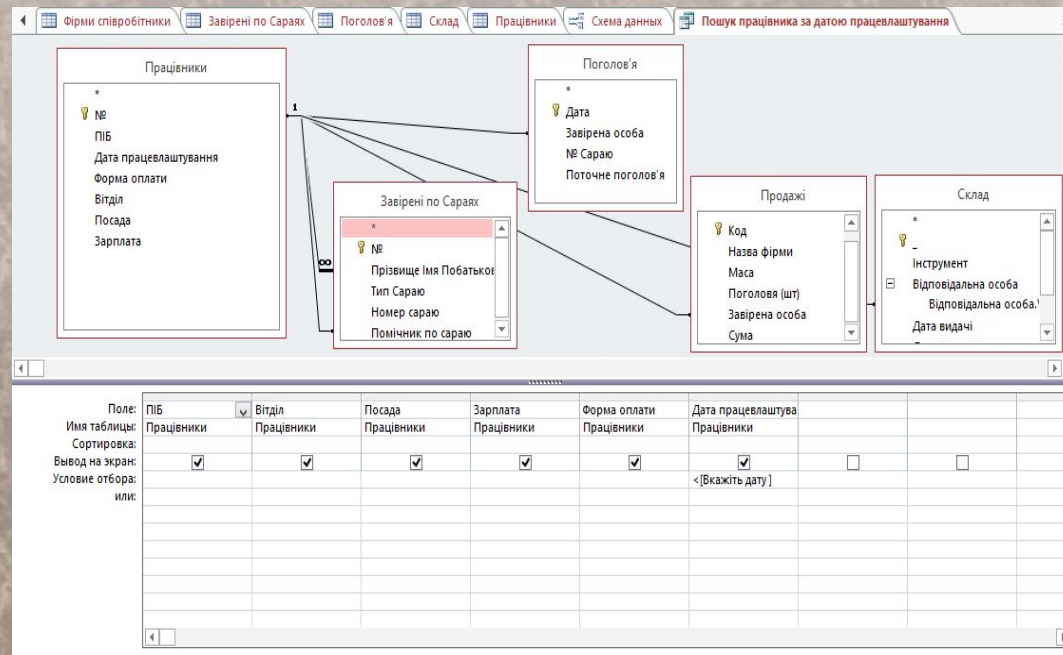 Фірми співробітники Завірені по Сараях Поголов'я Склад Працівники Схема данных Пошук працівника за датою працевлаштування
Працівники
*
№
ПІБ
Дата працевлаштування
Форма оплати
Вітділ
Посада
Зарплата
1
∞
Завірені по Сараях
*
№
Прізвище Імя Побатьков
Тип Сараю
Номер сараю
Помічник по сараю
Поголов'я
*
Дата
Завірена особа
№ Сараю
Поточне поголов'я
Продажі
Код
Назва фірми
Маса
Поголовя (шт)
Завірена особа
Сума
Склад
*
_
Інструмент
Відповідальна особа
Відповідальна особа.
Дата видачі
Поле: ПІБ Вітділ Посада Зарплата Форма оплати Дата працевлаштува
Имя таблицы: Працівники Працівники Працівники Працівники Працівники Працівники
Сортировка:
Вывод на экран:
Условие отбора: <[Вкажіть дату ]
или: